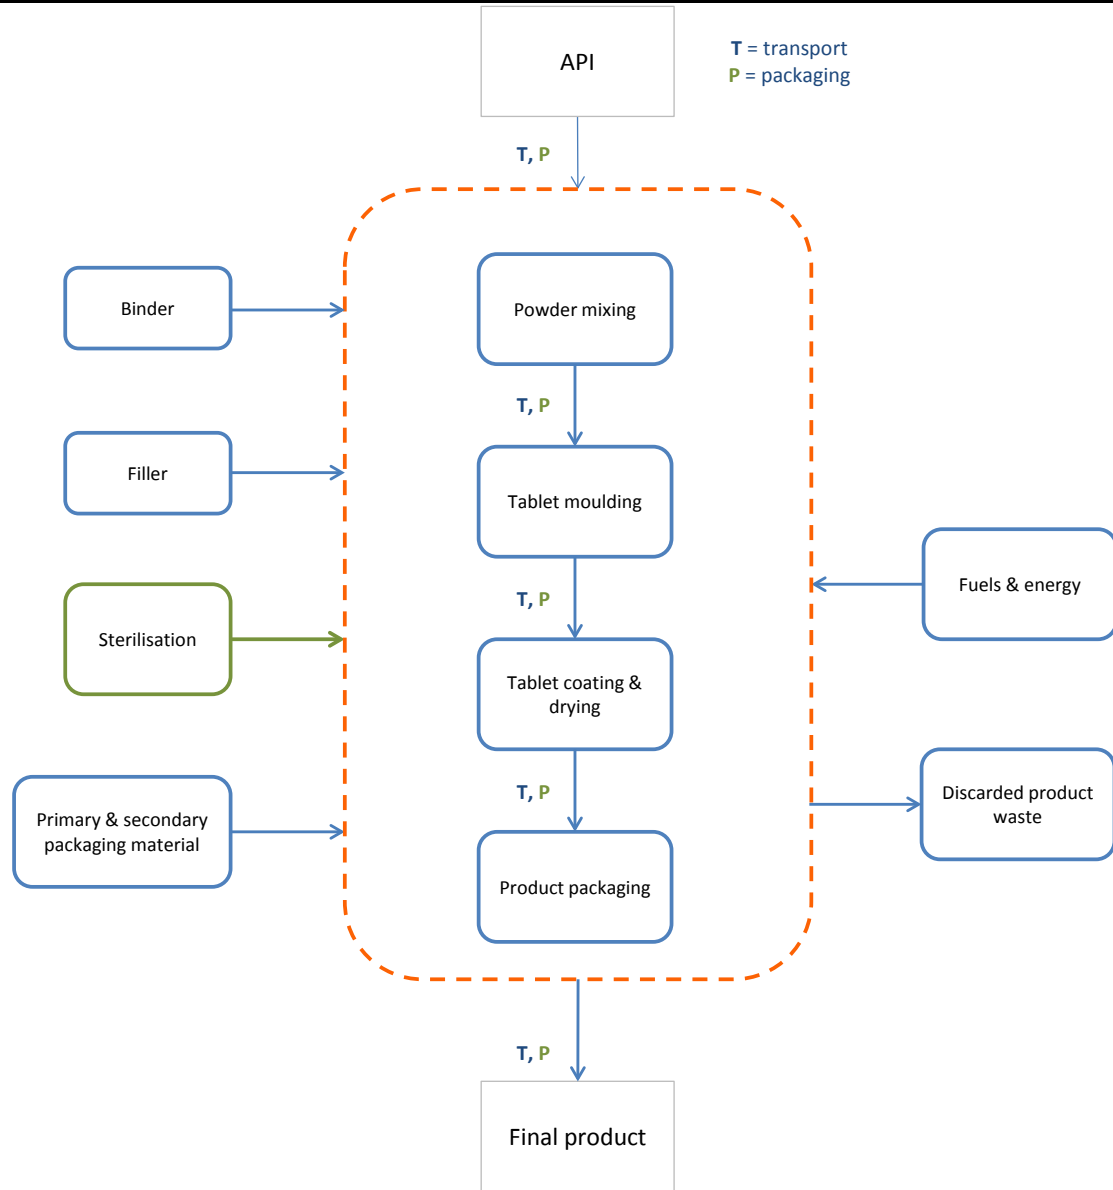 API
T = transport
P = packaging
T, P
Binder
Powder mixing
T, P
Filler
Tablet moulding
Fuels & energy
T, P
Sterilisation
Tablet coating &
drying
T, P
Discarded product
waste
Primary & secondary
packaging material
Product packaging
T, P
Final product